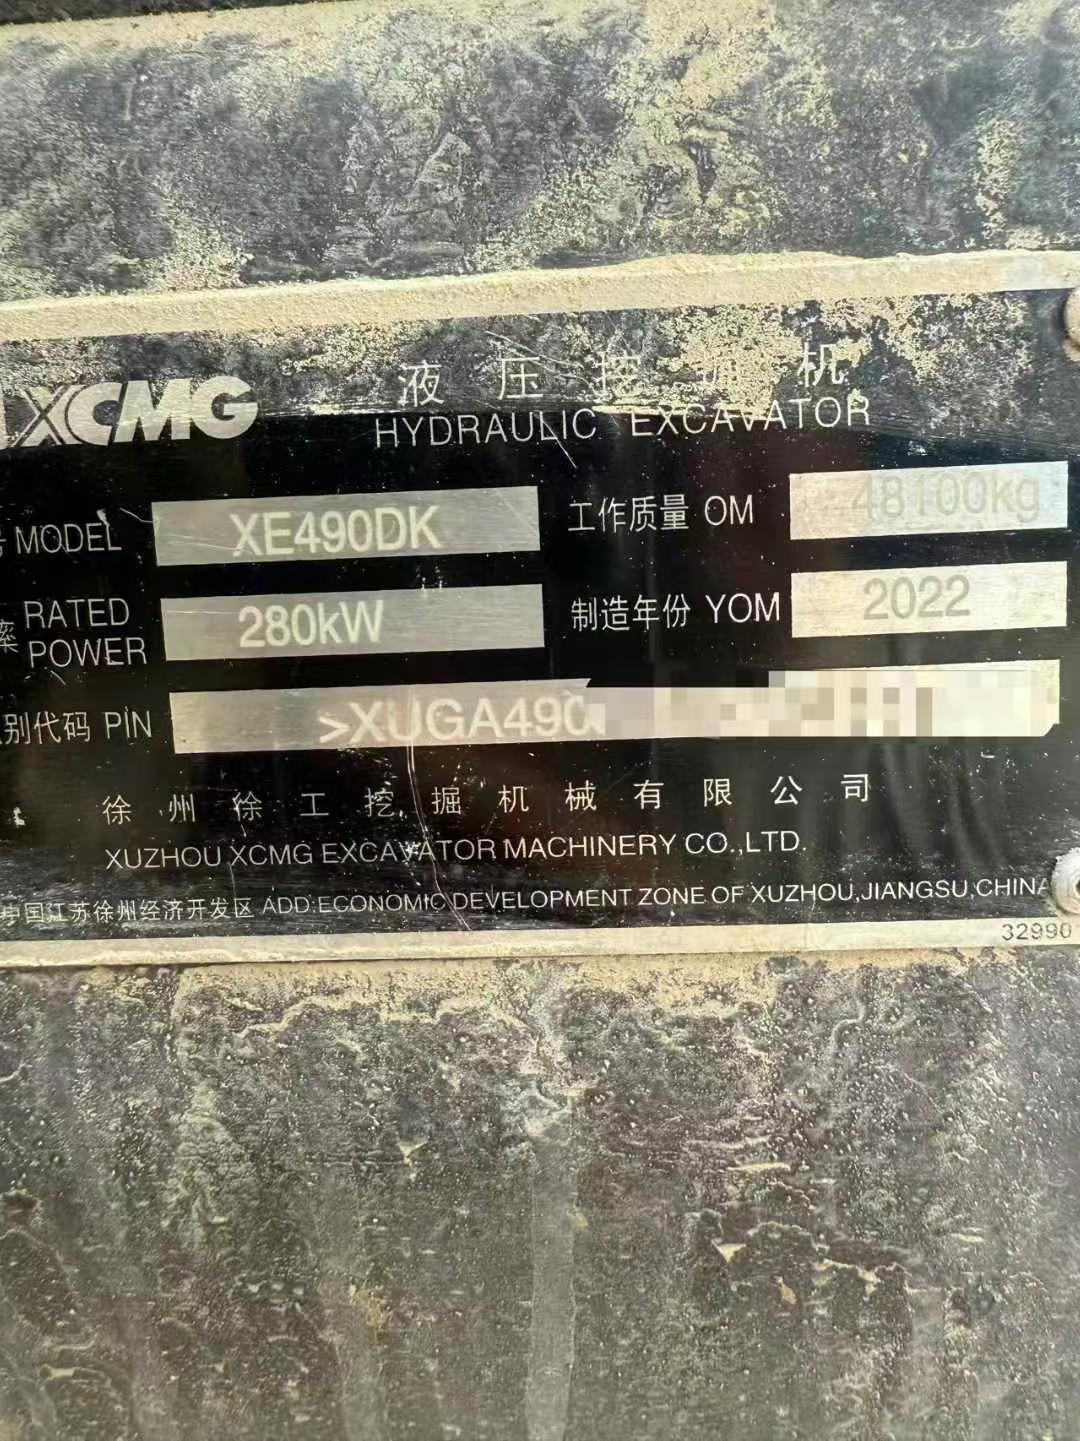 XCMG
液压挖掘机
HYDRAULIC EXCAVATOR
MODEL XE490DK 工作质量 OM 48100kg
RATED POWER 280kW 制造年份 YOM 2022
别代码 PIN >XUGA490
徐州徐工挖掘机械有限公司
XUZHOU XCMG EXCAVATOR MACHINERY CO.,LTD.
中国江苏徐州经济开发区 ADD:ECONOMIC DEVELOPMENT ZONE OF XUZHOU,JIANGSU,CHINA
32990